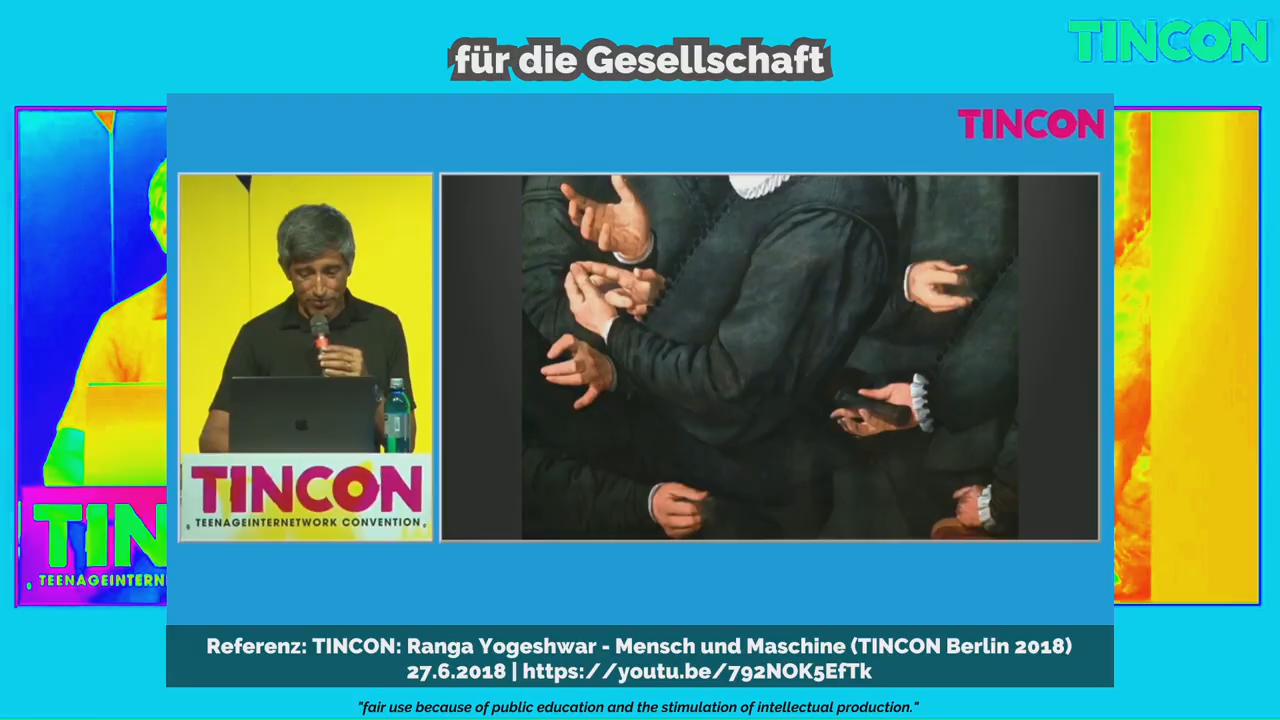 für die Gesellschaft
TINCON
TINCON
TINCON
TEENAGEINTERNETWORK CONVENTION
TIN
TEENAGEINTERN
Referenz: TINCON: Ranga Yogeshwar - Mensch und Maschine (TINCON Berlin 2018)
27.6.2018 | https://youtu.be/792NOK5EfTk
"fair use because of public education and the stimulation of intellectual production."